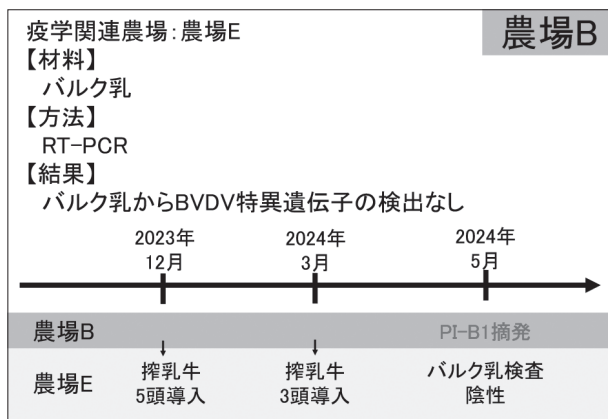 疫学関連農場:農場E
農場B
【材料】
バルク乳
【方法】
RT-PCR
【結果】
バルク乳からBVDV特異遺伝子の検出なし
2023年
12月
2024年
3月
2024年
5月
農場B
PI-B1摘発
農場E
搾乳牛
5頭導入
搾乳牛
3頭導入
バルク乳検査
陰性